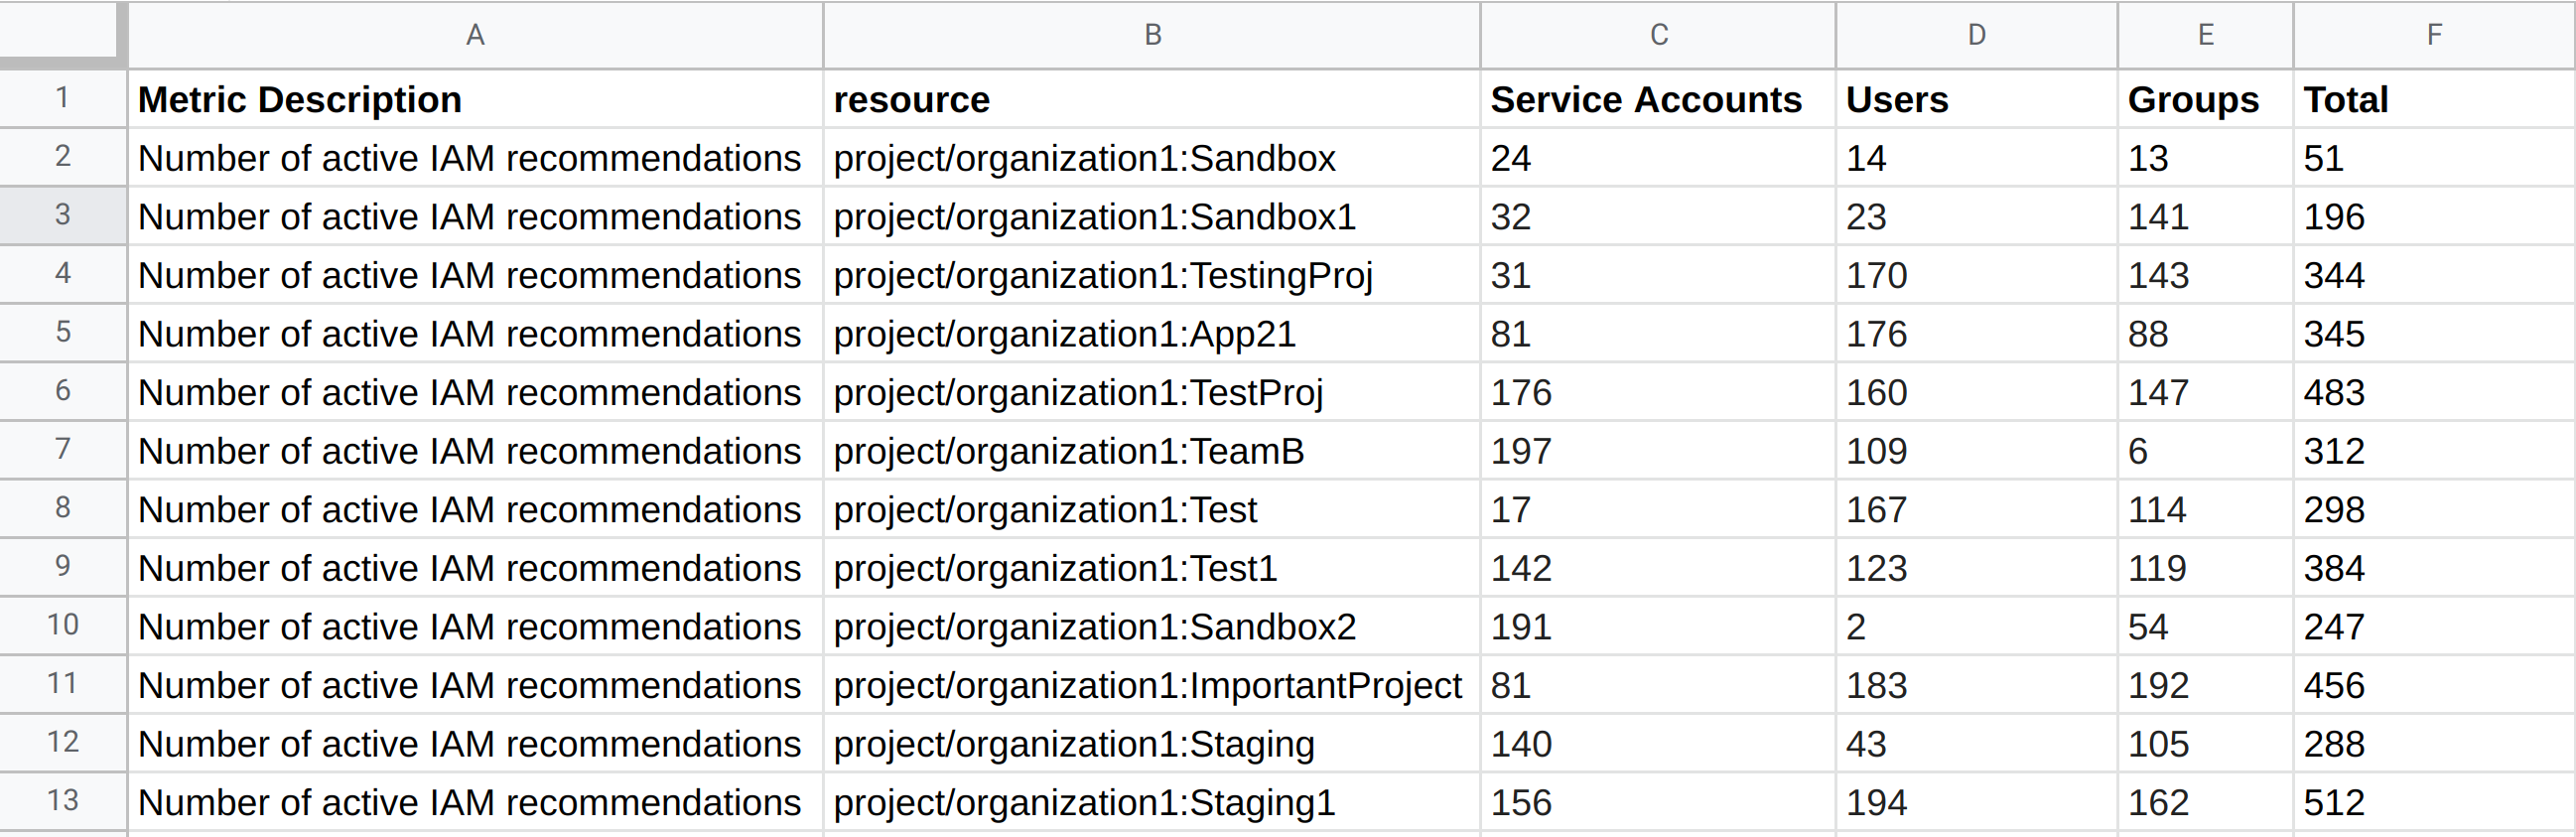 A B C D E F
1 Metric Description resource Service Accounts Users Groups Total
2 Number of active IAM recommendations project/organization1:Sandbox 24 14 13 51
3 Number of active IAM recommendations project/organization1:Sandbox1 32 23 141 196
4 Number of active IAM recommendations project/organization1:TestingProj 31 170 143 344
5 Number of active IAM recommendations project/organization1:App21 81 176 88 345
6 Number of active IAM recommendations project/organization1:TestProj 176 160 147 483
7 Number of active IAM recommendations project/organization1:TeamB 197 109 6 312
8 Number of active IAM recommendations project/organization1:Test 17 167 114 298
9 Number of active IAM recommendations project/organization1:Test1 142 123 119 384
10 Number of active IAM recommendations project/organization1:Sandbox2 191 2 54 247
11 Number of active IAM recommendations project/organization1:ImportantProject 81 183 192 456
12 Number of active IAM recommendations project/organization1:Staging 140 43 105 288
13 Number of active IAM recommendations project/organization1:Staging1 156 194 162 512